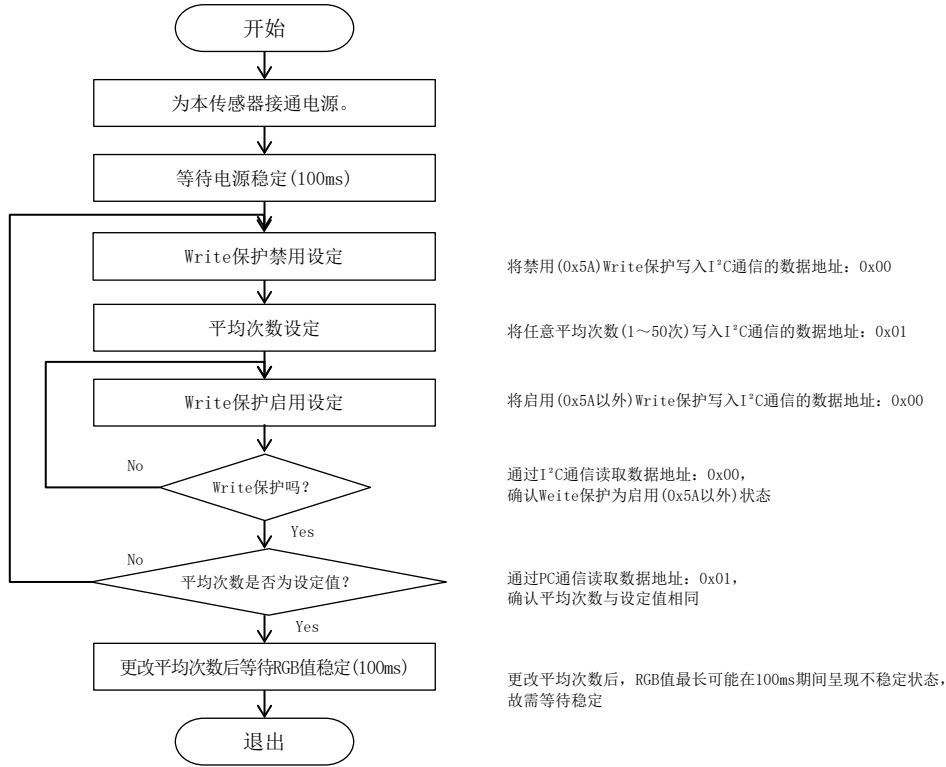 开始
为本传感器接通电源。
等待电源稳定(100ms)
Write保护禁用设定
将禁用(0x5A)Write保护写入I²C通信的数据地址：0x00
平均次数设定
将任意平均次数(1～50次)写入I²C通信的数据地址：0x01
Write保护启用设定
将启用(0x5A以外)Write保护写入I²C通信的数据地址：0x00
No
Write保护吗？
通过I²C通信读取数据地址：0x00，
确认Weite保护为启用(0x5A以外)状态
Yes
No
平均次数是否为设定值？
通过PC通信读取数据地址：0x01，
确认平均次数与设定值相同
Yes
更改平均次数后等待RGB值稳定(100ms)
更改平均次数后，RGB值最长可能在100ms期间呈现不稳定状态，
故需等待稳定
退出